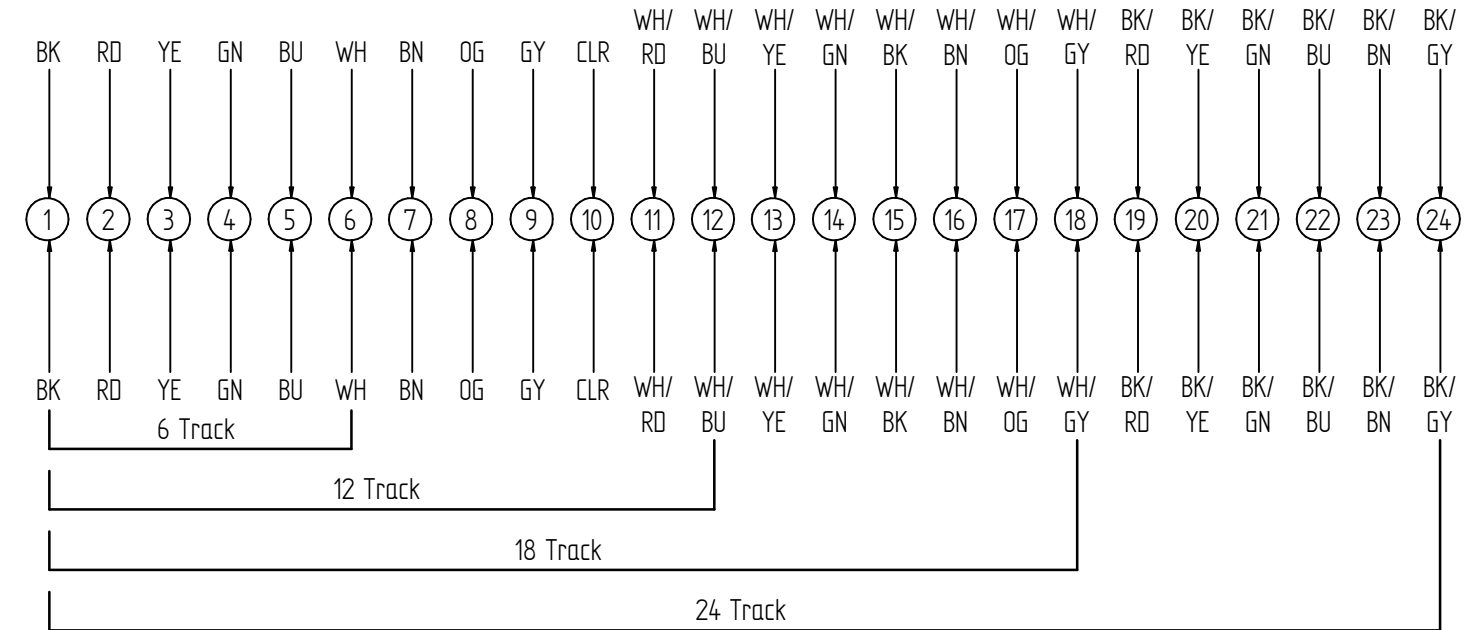 WH/ WH/ WH/ WH/ WH/ WH/ WH/ WH/ BK/ BK/ BK/ BK/ BK/ BK/
BK RD YE GN BU WH BN OG GY CLR RD BU YE GN BK BN OG GY RD YE GN BU BN GY
1 2 3 4 5 6 7 8 9 10 11 12 13 14 15 16 17 18 19 20 21 22 23 24
BK RD YE GN BU WH BN OG GY CLR WH/ WH/ WH/ WH/ WH/ WH/ WH/ WH/ BK/ BK/ BK/ BK/ BK/ BK/
RD BU YE GN BK BN OG GY RD YE GN BU BN GY
6 Track
12 Track
18 Track
24 Track